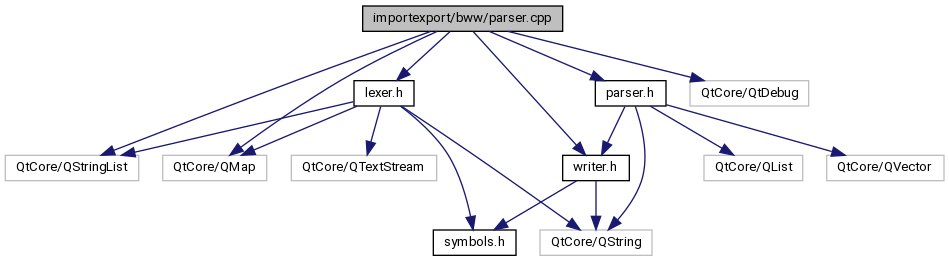 importexport/bww/parser.cpp
lexer.h
parser.h
QtCore/QtDebug
QtCore/QStringList
QtCore/QMap
QtCore/QTextStream
writer.h
QtCore/QList
QtCore/QVector
symbols.h
QtCore/QString